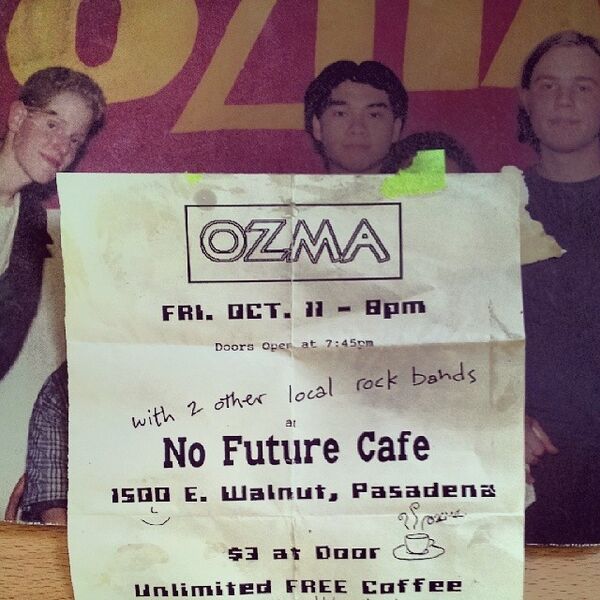 OZMA
OZMA
FRI. OCT. 11 - 8pm
Doors Open at 7:45pm
with 2 other local rock bands
at
No Future Cafe
1500 E. Walnut, Pasadena
$3 at Door
Unlimited FREE Coffee